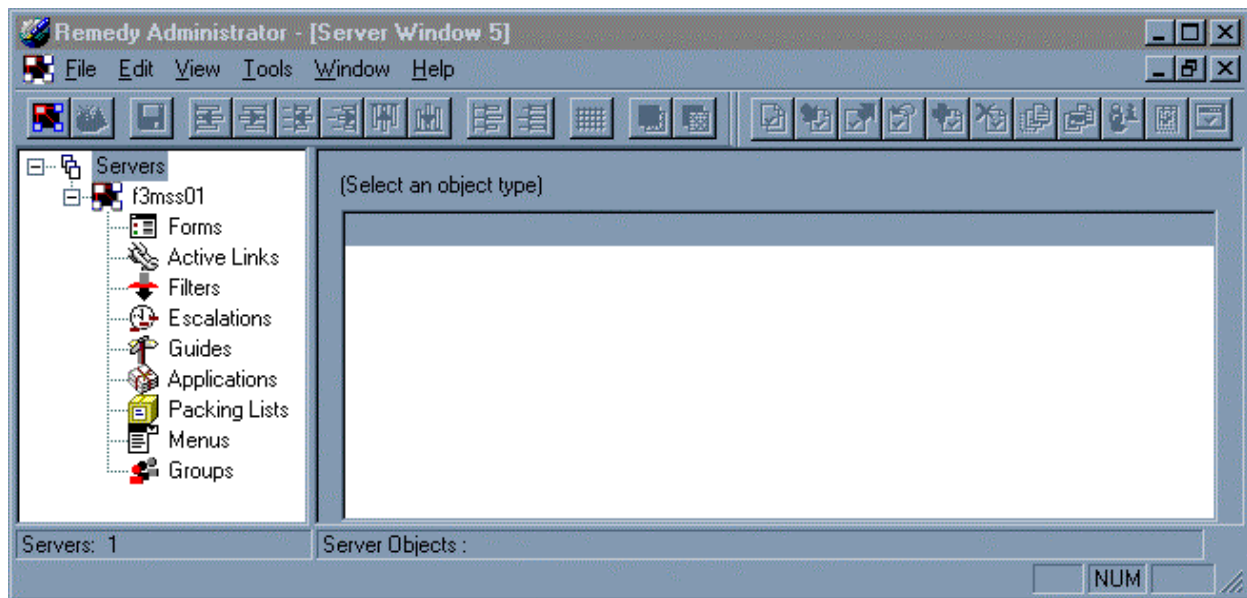 Remedy Administrator - [Server Window 5]
File Edit View Tools Window Help
Servers
f3mss01
Forms
Active Links
Filters
Escalations
Guides
Applications
Packing Lists
Menus
Groups
(Select an object type)
Servers: 1
Server Objects :
NUM